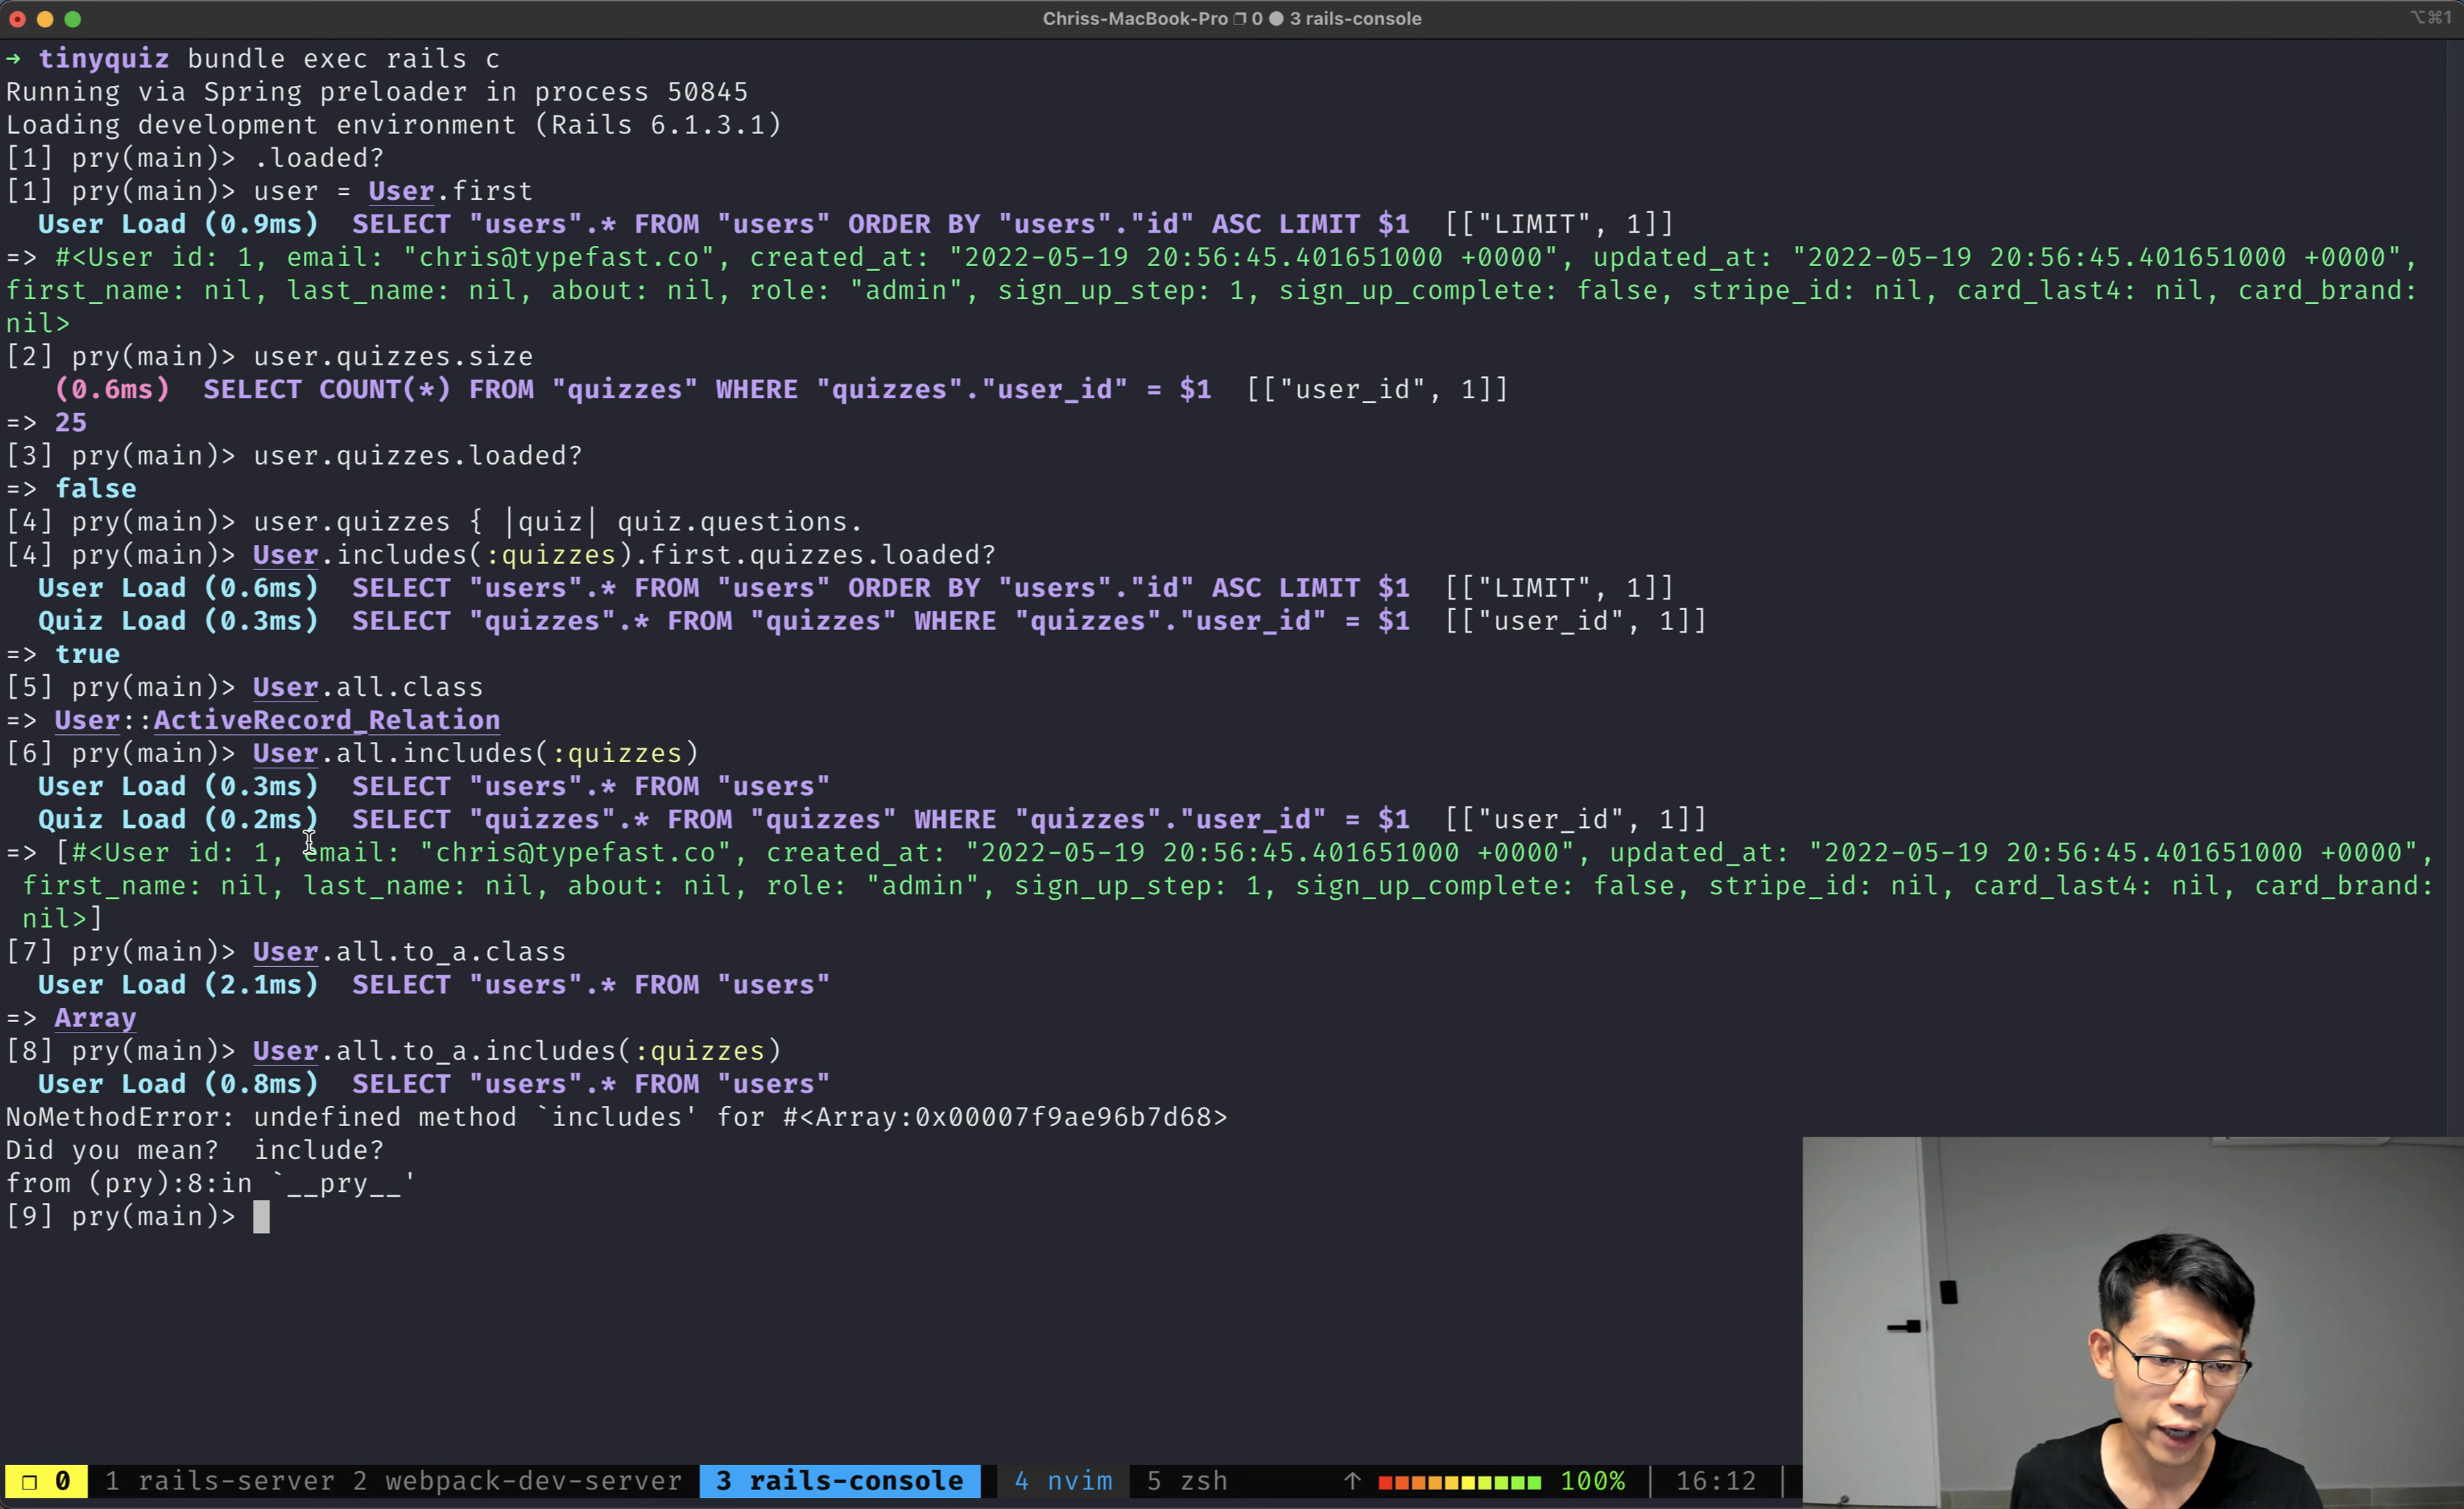 Chriss-MacBook-Pro ❐ 0 ● 3 rails-console
⌥⌘1
→ tinyquiz bundle exec rails c
Running via Spring preloader in process 50845
Loading development environment (Rails 6.1.3.1)
[1] pry(main)> .loaded?
[1] pry(main)> user = User.first
User Load (0.9ms)  SELECT "users".* FROM "users" ORDER BY "users"."id" ASC LIMIT $1  [["LIMIT", 1]]
=> #<User id: 1, email: "chris@typefast.co", created_at: "2022-05-19 20:56:45.401651000 +0000", updated_at: "2022-05-19 20:56:45.401651000 +0000",
first_name: nil, last_name: nil, about: nil, role: "admin", sign_up_step: 1, sign_up_complete: false, stripe_id: nil, card_last4: nil, card_brand:
nil>
[2] pry(main)> user.quizzes.size
(0.6ms)  SELECT COUNT(*) FROM "quizzes" WHERE "quizzes"."user_id" = $1  [["user_id", 1]]
=> 25
[3] pry(main)> user.quizzes.loaded?
=> false
[4] pry(main)> user.quizzes { |quiz| quiz.questions.
[4] pry(main)> User.includes(:quizzes).first.quizzes.loaded?
User Load (0.6ms)  SELECT "users".* FROM "users" ORDER BY "users"."id" ASC LIMIT $1  [["LIMIT", 1]]
Quiz Load (0.3ms)  SELECT "quizzes".* FROM "quizzes" WHERE "quizzes"."user_id" = $1  [["user_id", 1]]
=> true
[5] pry(main)> User.all.class
=> User::ActiveRecord_Relation
[6] pry(main)> User.all.includes(:quizzes)
User Load (0.3ms)  SELECT "users".* FROM "users"
Quiz Load (0.2ms)  SELECT "quizzes".* FROM "quizzes" WHERE "quizzes"."user_id" = $1  [["user_id", 1]]
=> [#<User id: 1, email: "chris@typefast.co", created_at: "2022-05-19 20:56:45.401651000 +0000", updated_at: "2022-05-19 20:56:45.401651000 +0000",
first_name: nil, last_name: nil, about: nil, role: "admin", sign_up_step: 1, sign_up_complete: false, stripe_id: nil, card_last4: nil, card_brand:
nil>]
[7] pry(main)> User.all.to_a.class
User Load (2.1ms)  SELECT "users".* FROM "users"
=> Array
[8] pry(main)> User.all.to_a.includes(:quizzes)
User Load (0.8ms)  SELECT "users".* FROM "users"
NoMethodError: undefined method `includes' for #<Array:0x00007f9ae96b7d68>
Did you mean?  include?
from (pry):8:in `__pry__'
[9] pry(main)>
❐ 0 1 rails-server 2 webpack-dev-server 3 rails-console 4 nvim 5 zsh ↑ 100% | 16:12 |